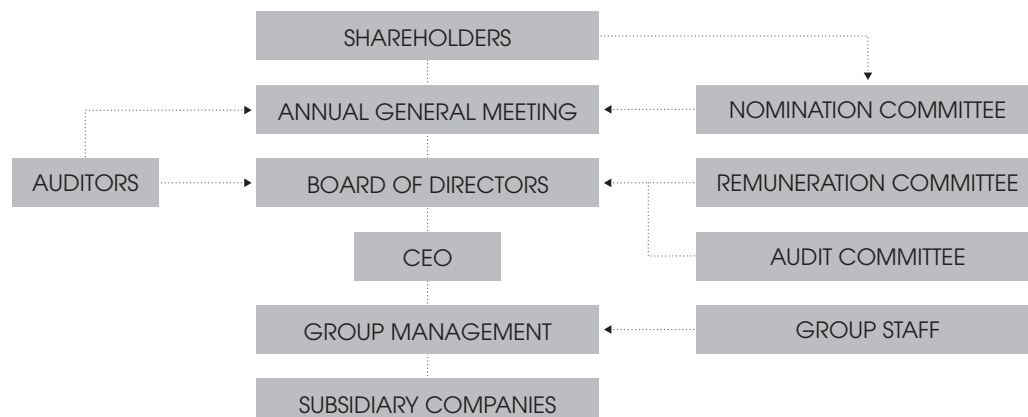 SHAREHOLDERS
ANNUAL GENERAL MEETING
NOMINATION COMMITTEE
AUDITORS
BOARD OF DIRECTORS
REMUNERATION COMMITTEE
CEO
AUDIT COMMITTEE
GROUP MANAGEMENT
GROUP STAFF
SUBSIDIARY COMPANIES